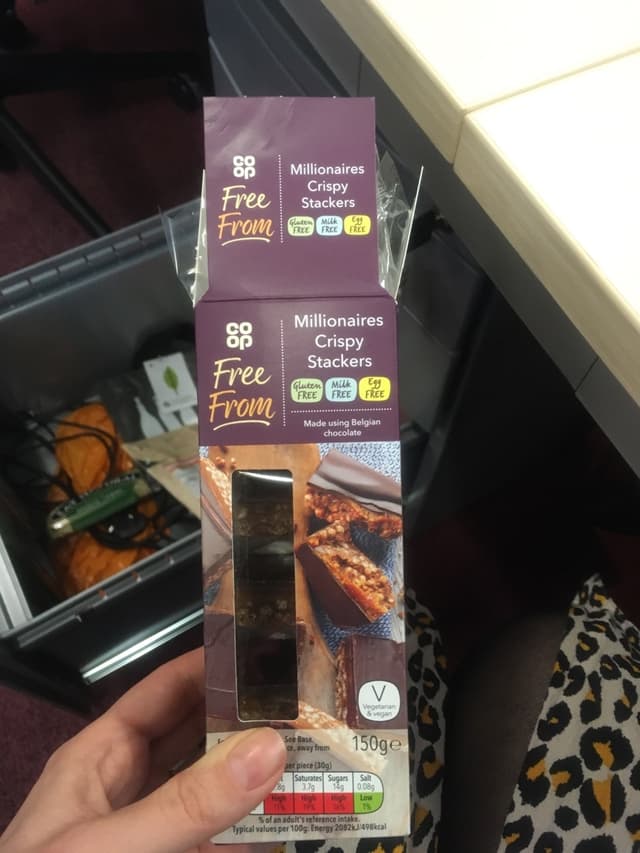 CO
OP
Free
From
Millionaires
Crispy
Stackers
Gluten FREE Milk FREE Egg FREE
CO
OP
Free
From
Millionaires
Crispy
Stackers
Gluten FREE Milk FREE Egg FREE
Made using Belgian
chocolate
V
Vegetarian
& vegan
See Base.
away from
150g℮
per piece (30g)
Saturates Sugars Salt
3.7g 14g 0.08g
High High High Low
1%
% of an adult's reference intake.
Typical values per 100g: Energy 2082kJ/498kcal